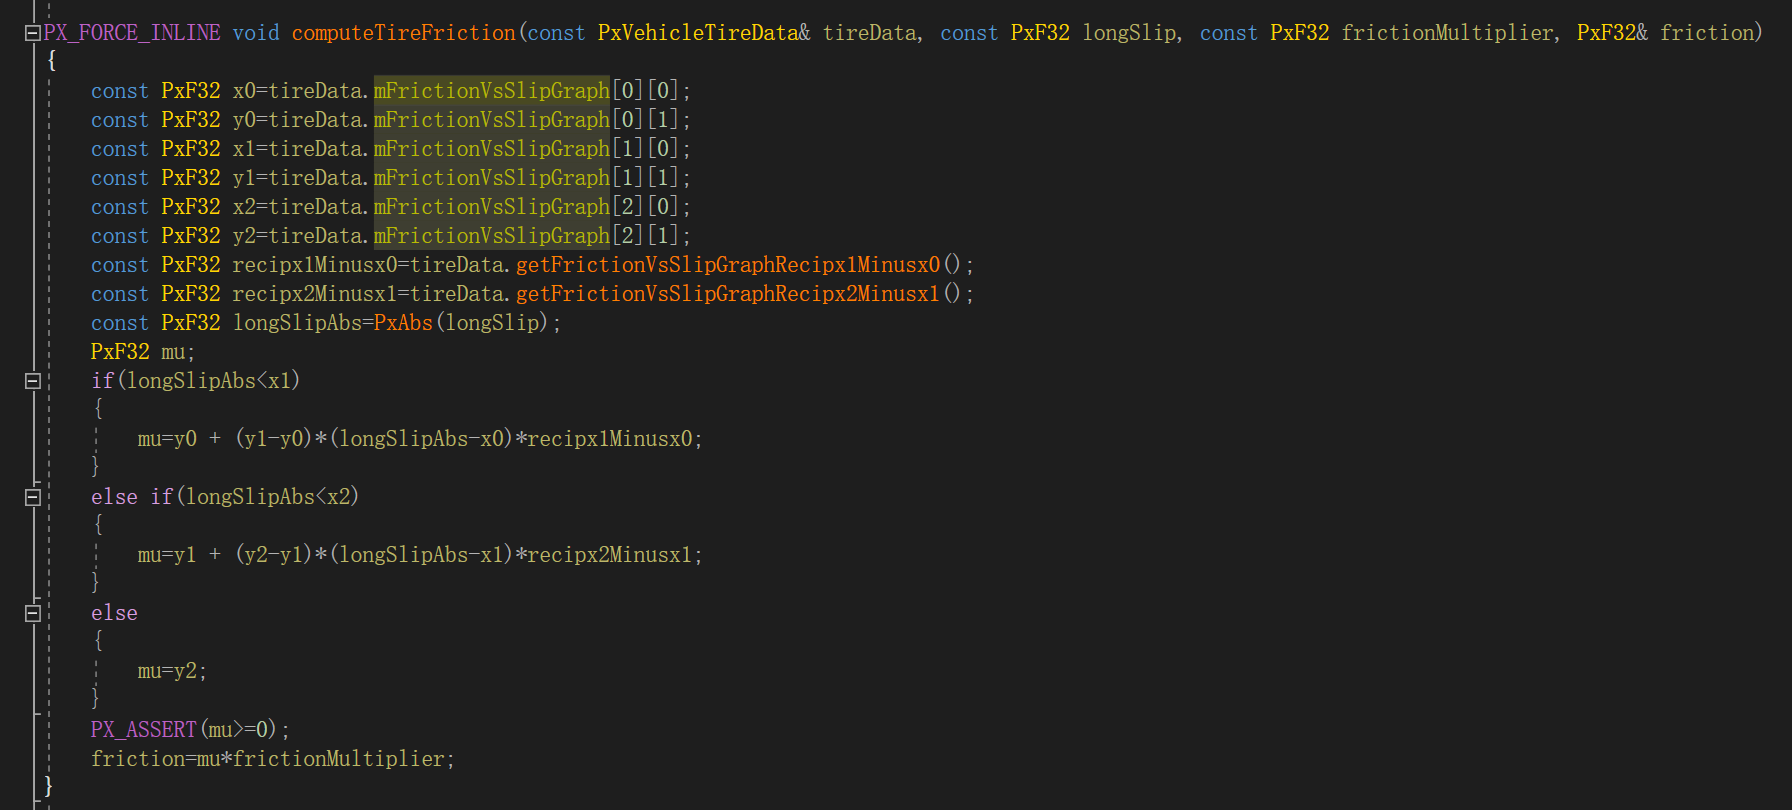 PX_FORCE_INLINE void computeTireFriction(const PxVehicleTireData& tireData, const PxF32 longSlip, const PxF32 frictionMultiplier, PxF32& friction)
{
const PxF32 x0=tireData.mFrictionVsSlipGraph[0][0];
const PxF32 y0=tireData.mFrictionVsSlipGraph[0][1];
const PxF32 x1=tireData.mFrictionVsSlipGraph[1][0];
const PxF32 y1=tireData.mFrictionVsSlipGraph[1][1];
const PxF32 x2=tireData.mFrictionVsSlipGraph[2][0];
const PxF32 y2=tireData.mFrictionVsSlipGraph[2][1];
const PxF32 recipx1Minusx0=tireData.getFrictionVsSlipGraphRecipx1Minusx0();
const PxF32 recipx2Minusx1=tireData.getFrictionVsSlipGraphRecipx2Minusx1();
const PxF32 longSlipAbs=PxAbs(longSlip);
PxF32 mu;
if(longSlipAbs<x1)
{
mu=y0 + (y1-y0)*(longSlipAbs-x0)*recipx1Minusx0;
}
else if(longSlipAbs<x2)
{
mu=y1 + (y2-y1)*(longSlipAbs-x1)*recipx2Minusx1;
}
else
{
mu=y2;
}
PX_ASSERT(mu>=0);
friction=mu*frictionMultiplier;
}